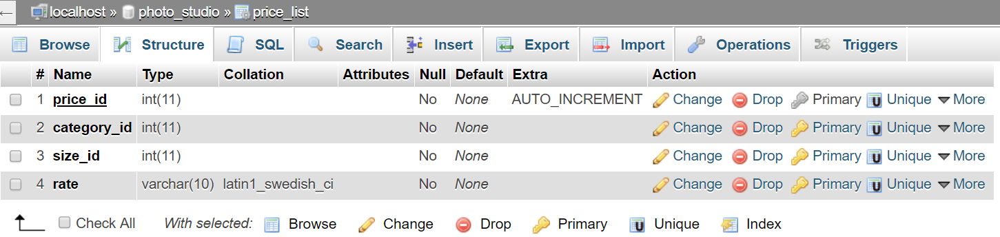 localhost » photo_studio » price_list
Browse Structure SQL Search Insert Export Import Operations Triggers
# Name Type Collation Attributes Null Default Extra Action
1 price_id int(11) No None AUTO_INCREMENT Change Drop Primary Unique More
2 category_id int(11) No None Change Drop Primary Unique More
3 size_id int(11) No None Change Drop Primary Unique More
4 rate varchar(10) latin1_swedish_ci No None Change Drop Primary Unique More
Check All With selected: Browse Change Drop Primary Unique Index